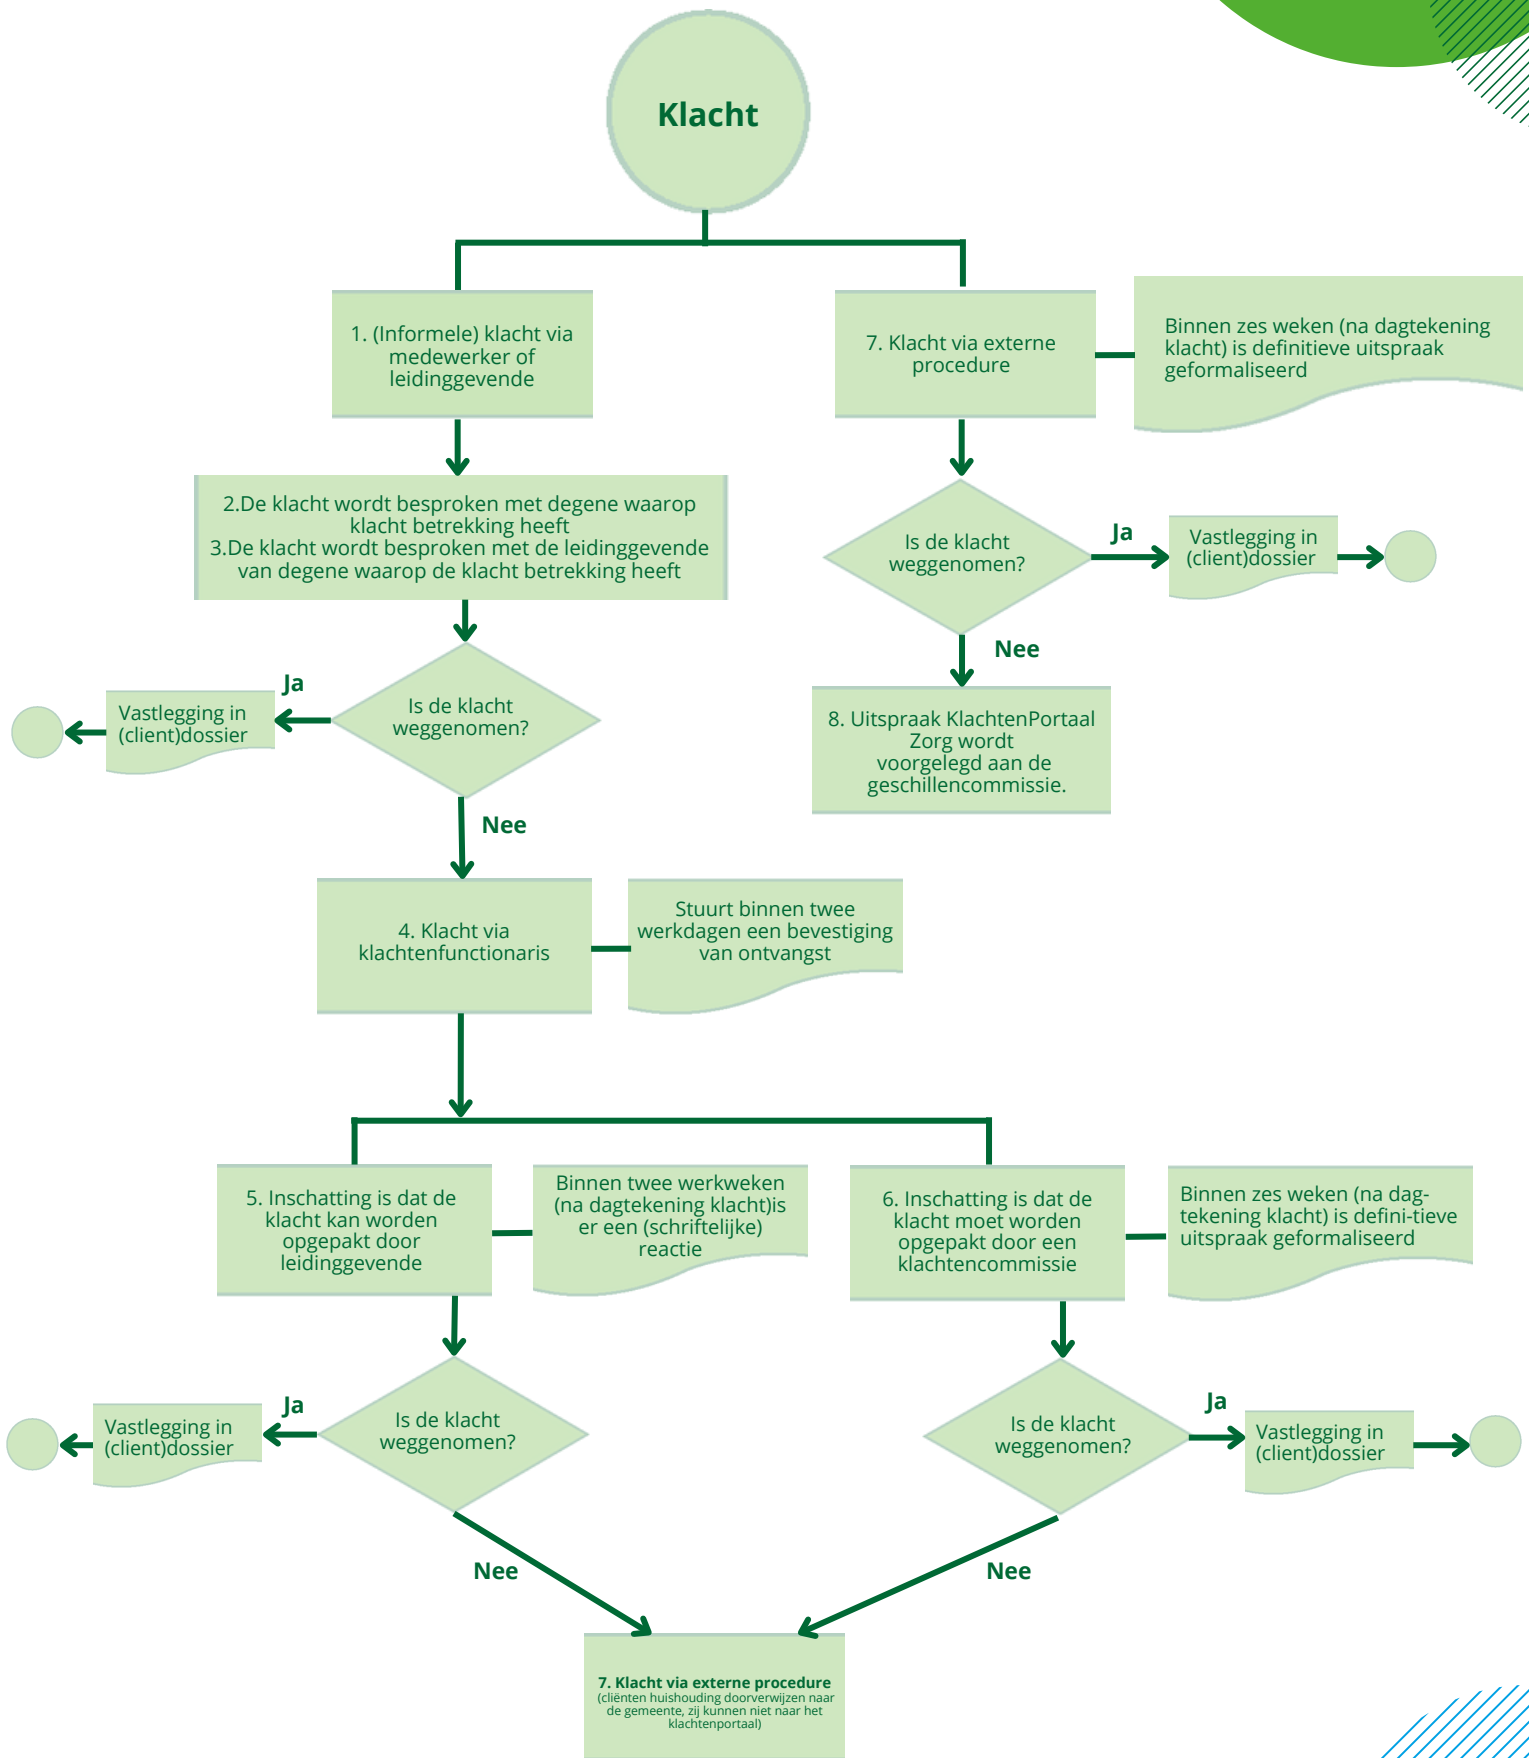 Klacht
1. (Informele) klacht via
medewerker of
leidinggevende
7. Klacht via externe
procedure
Binnen zes weken (na dagtekening
klacht) is definitieve uitspraak
geformaliseerd
2.De klacht wordt besproken met degene waarop
klacht betrekking heeft
3.De klacht wordt besproken met de leidinggevende
van degene waarop de klacht betrekking heeft
Is de klacht
weggenomen?
Ja
Vastlegging in
(client)dossier
Nee
8. Uitspraak KlachtenPortaal
Zorg wordt
voorgelegd aan de
geschillencommissie.
Is de klacht
weggenomen?
Ja
Vastlegging in
(client)dossier
Nee
4. Klacht via
klachtenfunctionaris
Stuurt binnen twee
werkdagen een bevestiging
van ontvangst
5. Inschatting is dat de
klacht kan worden
opgepakt door
leidinggevende
Binnen twee werkweken
(na dagtekening klacht)is
er een (schriftelijke)
reactie
6. Inschatting is dat de
klacht moet worden
opgepakt door een
klachtencommissie
Binnen zes weken (na dag-
tekening klacht) is defini-tieve
uitspraak geformaliseerd
Is de klacht
weggenomen?
Ja
Vastlegging in
(client)dossier
Nee
Is de klacht
weggenomen?
Ja
Vastlegging in
(client)dossier
Nee
7. Klacht via externe procedure
(cliënten huishouding doorverwijzen naar
de gemeente, zij kunnen niet naar het
klachtenportaal)